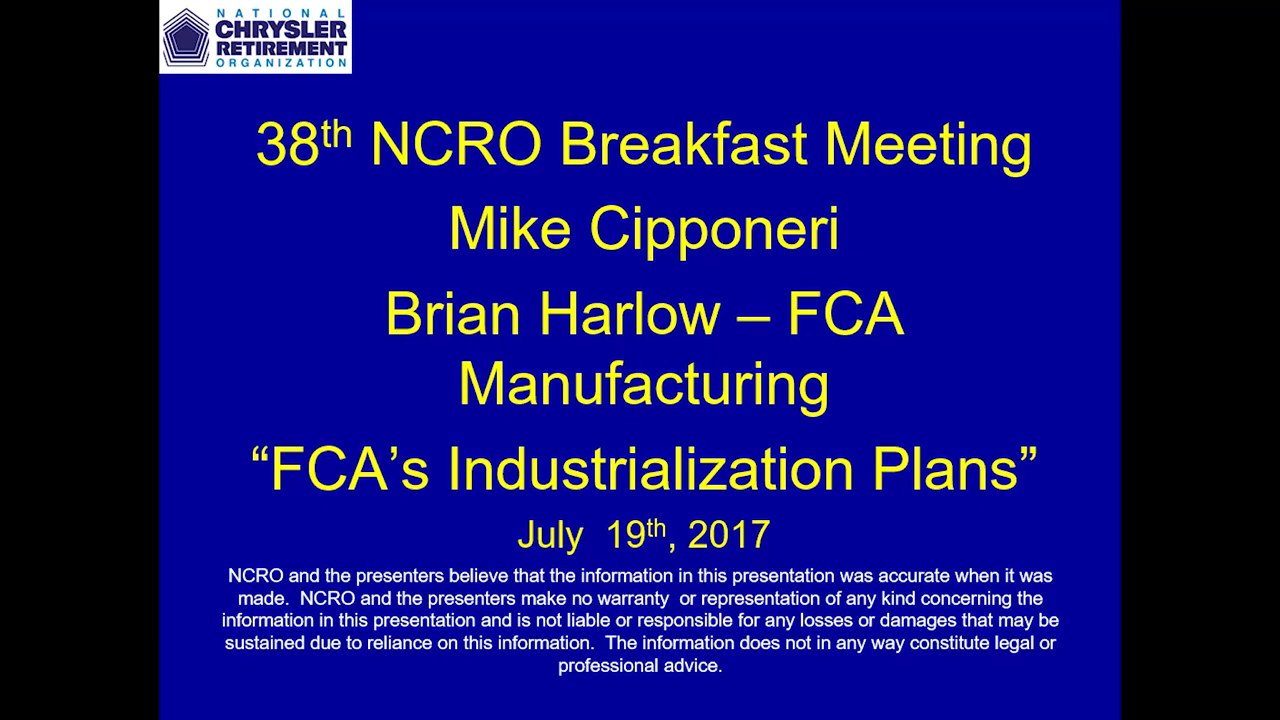 NATIONAL
CHRYSLER
RETIREMENT
ORGANIZATION
38th NCRO Breakfast Meeting
Mike Cipponeri
Brian Harlow – FCA
Manufacturing
“FCA’s Industrialization Plans”
July  19th, 2017
NCRO and the presenters believe that the information in this presentation was accurate when it was
made.  NCRO and the presenters make no warranty  or representation of any kind concerning the
information in this presentation and is not liable or responsible for any losses or damages that may be
sustained due to reliance on this information.  The information does not in any way constitute legal or
professional advice.